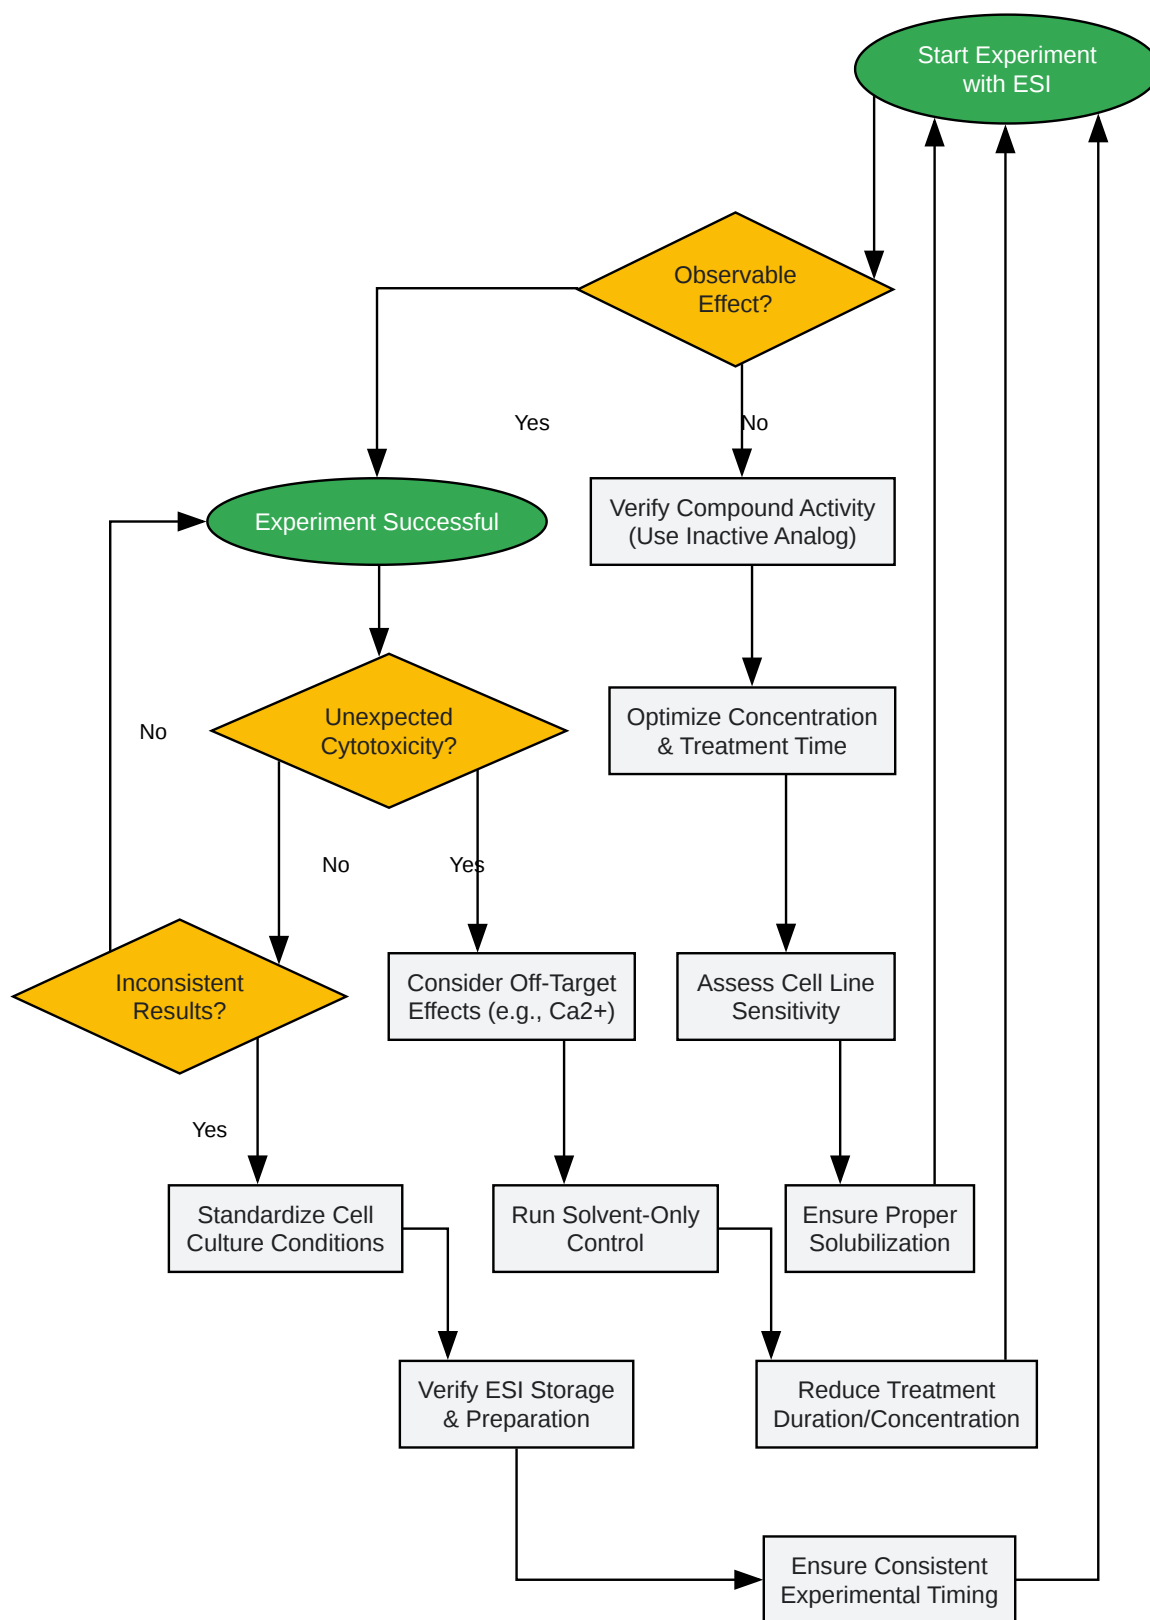 Start Experiment
with ESI
Observable
Effect?
Yes
No
Experiment Successful
Verify Compound Activity
(Use Inactive Analog)
Unexpected
Cytotoxicity?
Optimize Concentration
& Treatment Time
No
No
Yes
Inconsistent
Results?
Consider Off-Target
Effects (e.g., Ca2+)
Assess Cell Line
Sensitivity
Yes
Standardize Cell
Culture Conditions
Run Solvent-Only
Control
Ensure Proper
Solubilization
Verify ESI Storage
& Preparation
Reduce Treatment
Duration/Concentration
Ensure Consistent
Experimental Timing